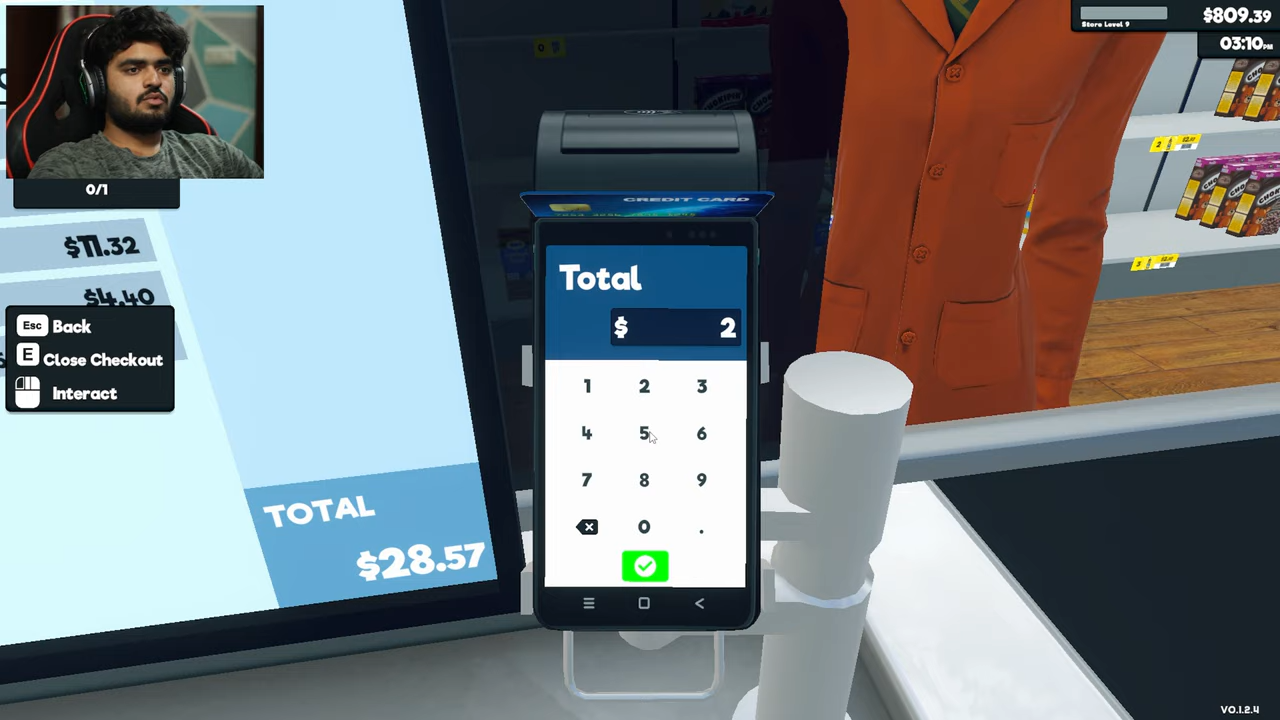 $809.39
Store Level 9
03:10PM
0/1
$11.32
$4.40
Esc Back
E Close Checkout
Interact
CREDIT CARD
Total
$ 2
1 2 3
4 5 6
7 8 9
0 .
TOTAL
$28.57
V0.1.2.4